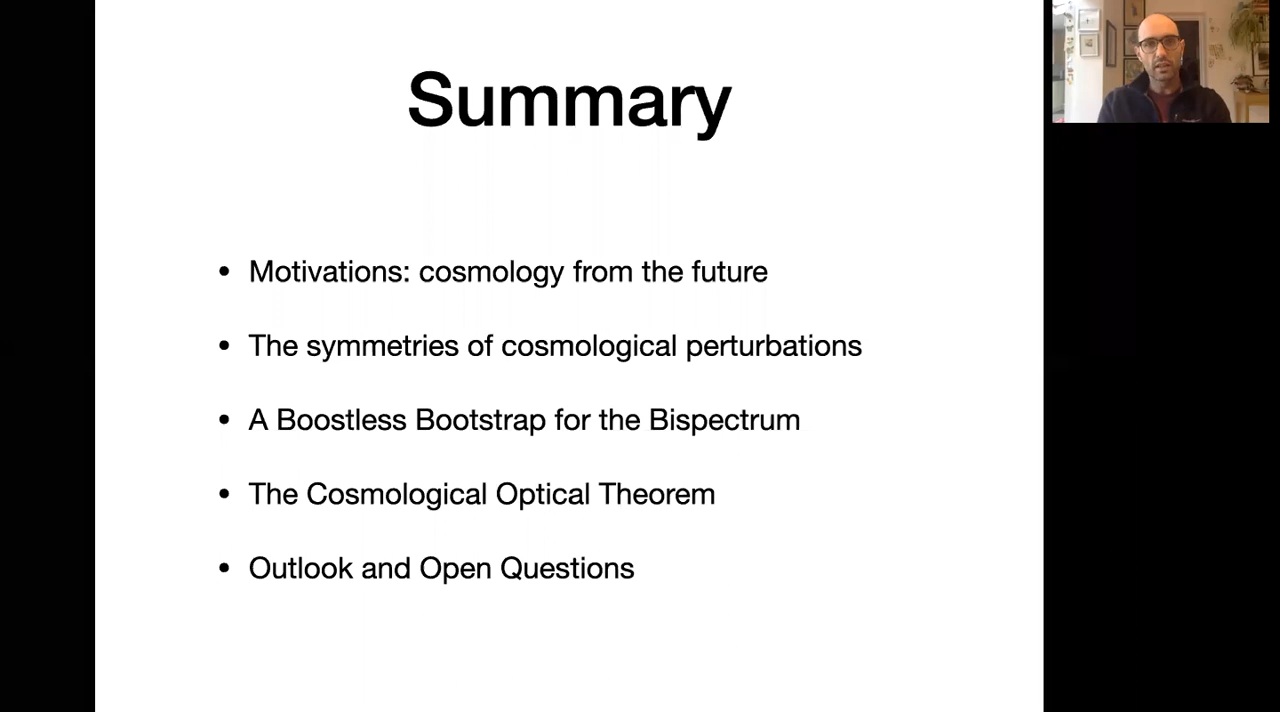 Summary
• Motivations: cosmology from the future
• The symmetries of cosmological perturbations
• A Boostless Bootstrap for the Bispectrum
• The Cosmological Optical Theorem
• Outlook and Open Questions